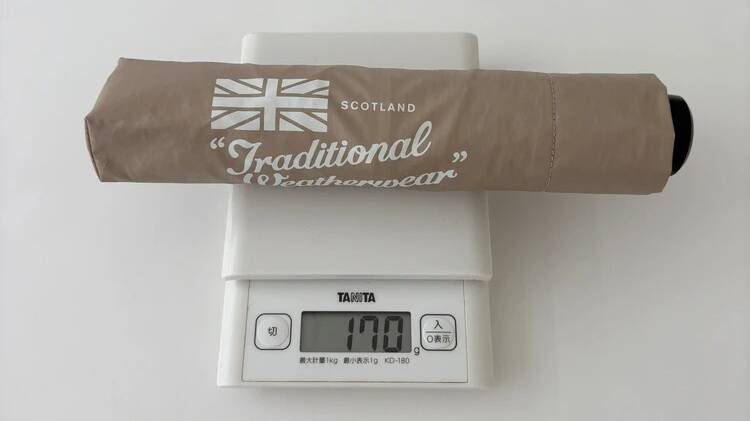 SCOTLAND
“Traditional
Weatherwear”
TANITA
切
170 g
入
0表示
最大計量1kg 最小表示1g KD-180